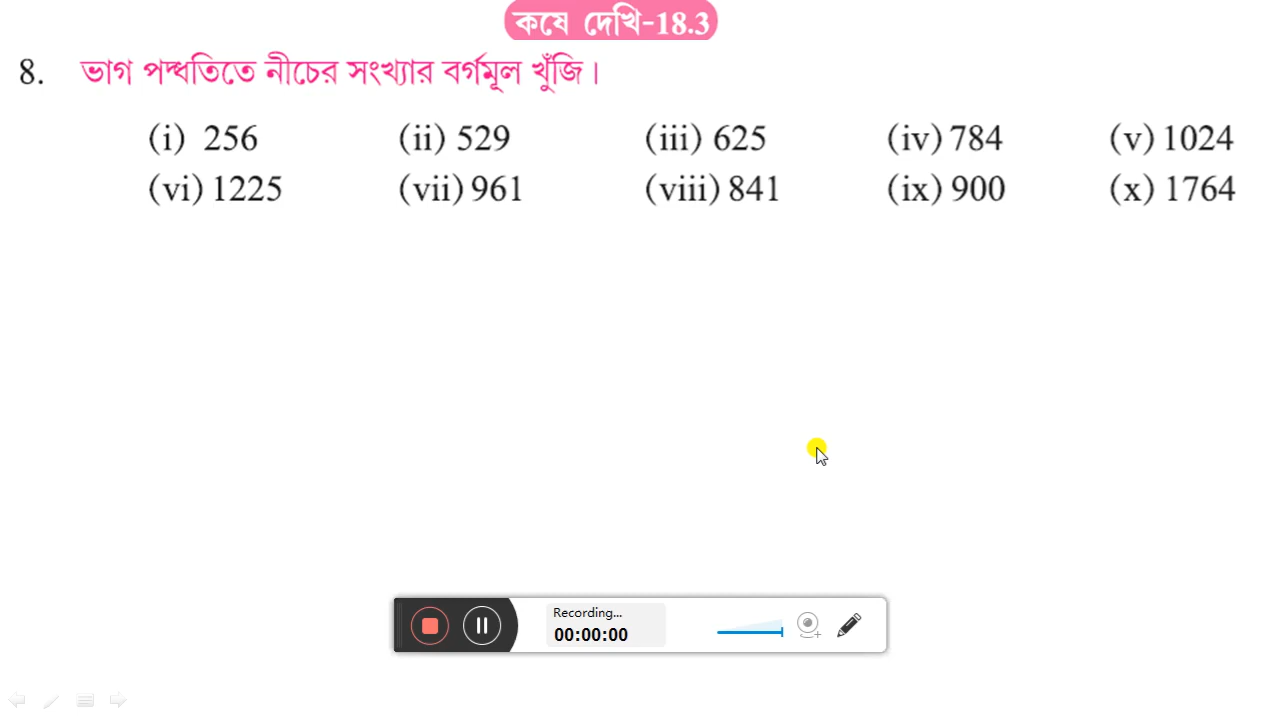 কষে দেখি-18.3
8. ভাগ পদ্ধতিতে নীচের সংখ্যার বর্গমূল খুঁজি।
(i) 256 (ii) 529 (iii) 625 (iv) 784 (v) 1024
(vi) 1225 (vii) 961 (viii) 841 (ix) 900 (x) 1764
Recording...
00:00:00